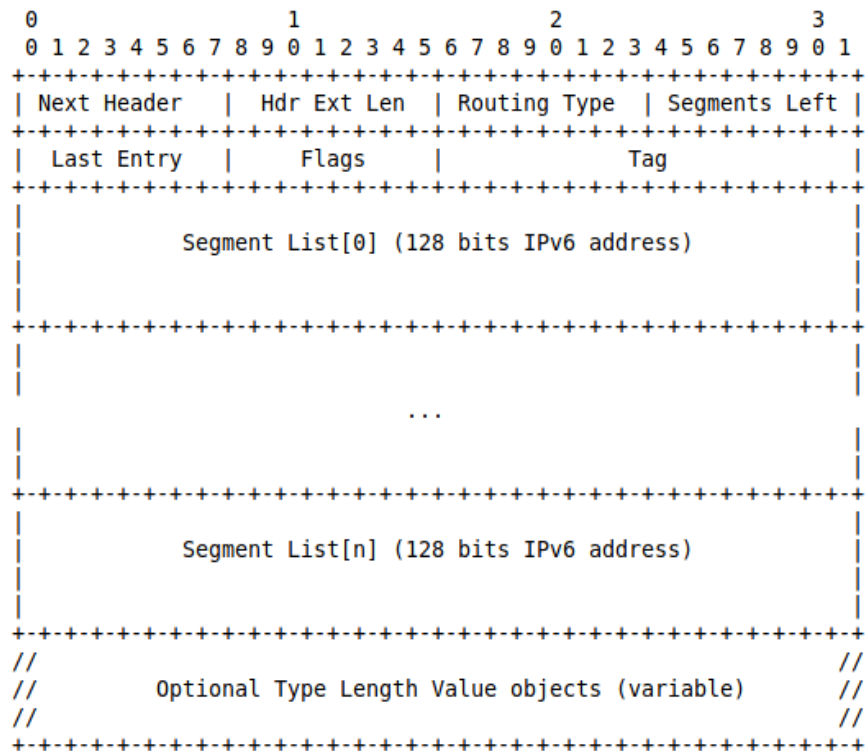 0                   1                   2                   3
 0 1 2 3 4 5 6 7 8 9 0 1 2 3 4 5 6 7 8 9 0 1 2 3 4 5 6 7 8 9 0 1
+-+-+-+-+-+-+-+-+-+-+-+-+-+-+-+-+-+-+-+-+-+-+-+-+-+-+-+-+-+-+-+-+
| Next Header   |  Hdr Ext Len  | Routing Type  | Segments Left |
+-+-+-+-+-+-+-+-+-+-+-+-+-+-+-+-+-+-+-+-+-+-+-+-+-+-+-+-+-+-+-+-+
|  Last Entry   |     Flags     |              Tag              |
+-+-+-+-+-+-+-+-+-+-+-+-+-+-+-+-+-+-+-+-+-+-+-+-+-+-+-+-+-+-+-+-+
|                                                               |
|            Segment List[0] (128 bits IPv6 address)            |
|                                                               |
|                                                               |
+-+-+-+-+-+-+-+-+-+-+-+-+-+-+-+-+-+-+-+-+-+-+-+-+-+-+-+-+-+-+-+-+
|                                                               |
|                                                               |
                              ...
|                                                               |
|                                                               |
+-+-+-+-+-+-+-+-+-+-+-+-+-+-+-+-+-+-+-+-+-+-+-+-+-+-+-+-+-+-+-+-+
|                                                               |
|            Segment List[n] (128 bits IPv6 address)            |
|                                                               |
|                                                               |
+-+-+-+-+-+-+-+-+-+-+-+-+-+-+-+-+-+-+-+-+-+-+-+-+-+-+-+-+-+-+-+-+
//                                                             //
//         Optional Type Length Value objects (variable)       //
//                                                             //
+-+-+-+-+-+-+-+-+-+-+-+-+-+-+-+-+-+-+-+-+-+-+-+-+-+-+-+-+-+-+-+-+